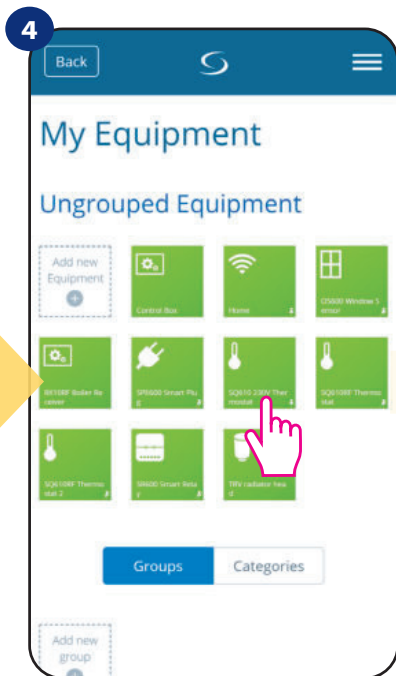 4
Back
My Equipment
Ungrouped Equipment
Add new
Equipment
Control Box
Home
OS600 Window S
ensor
RX10RF Boiler Re
ceiver
SP600 Smart Plu
g
SQ610 230V Ther
mostat
SQ610RF Thermo
stat
SQ610RF Thermo
stat 2
SR600 Smart Rela
y
TRV radiator hea
d
Groups
Categories
Add new
group